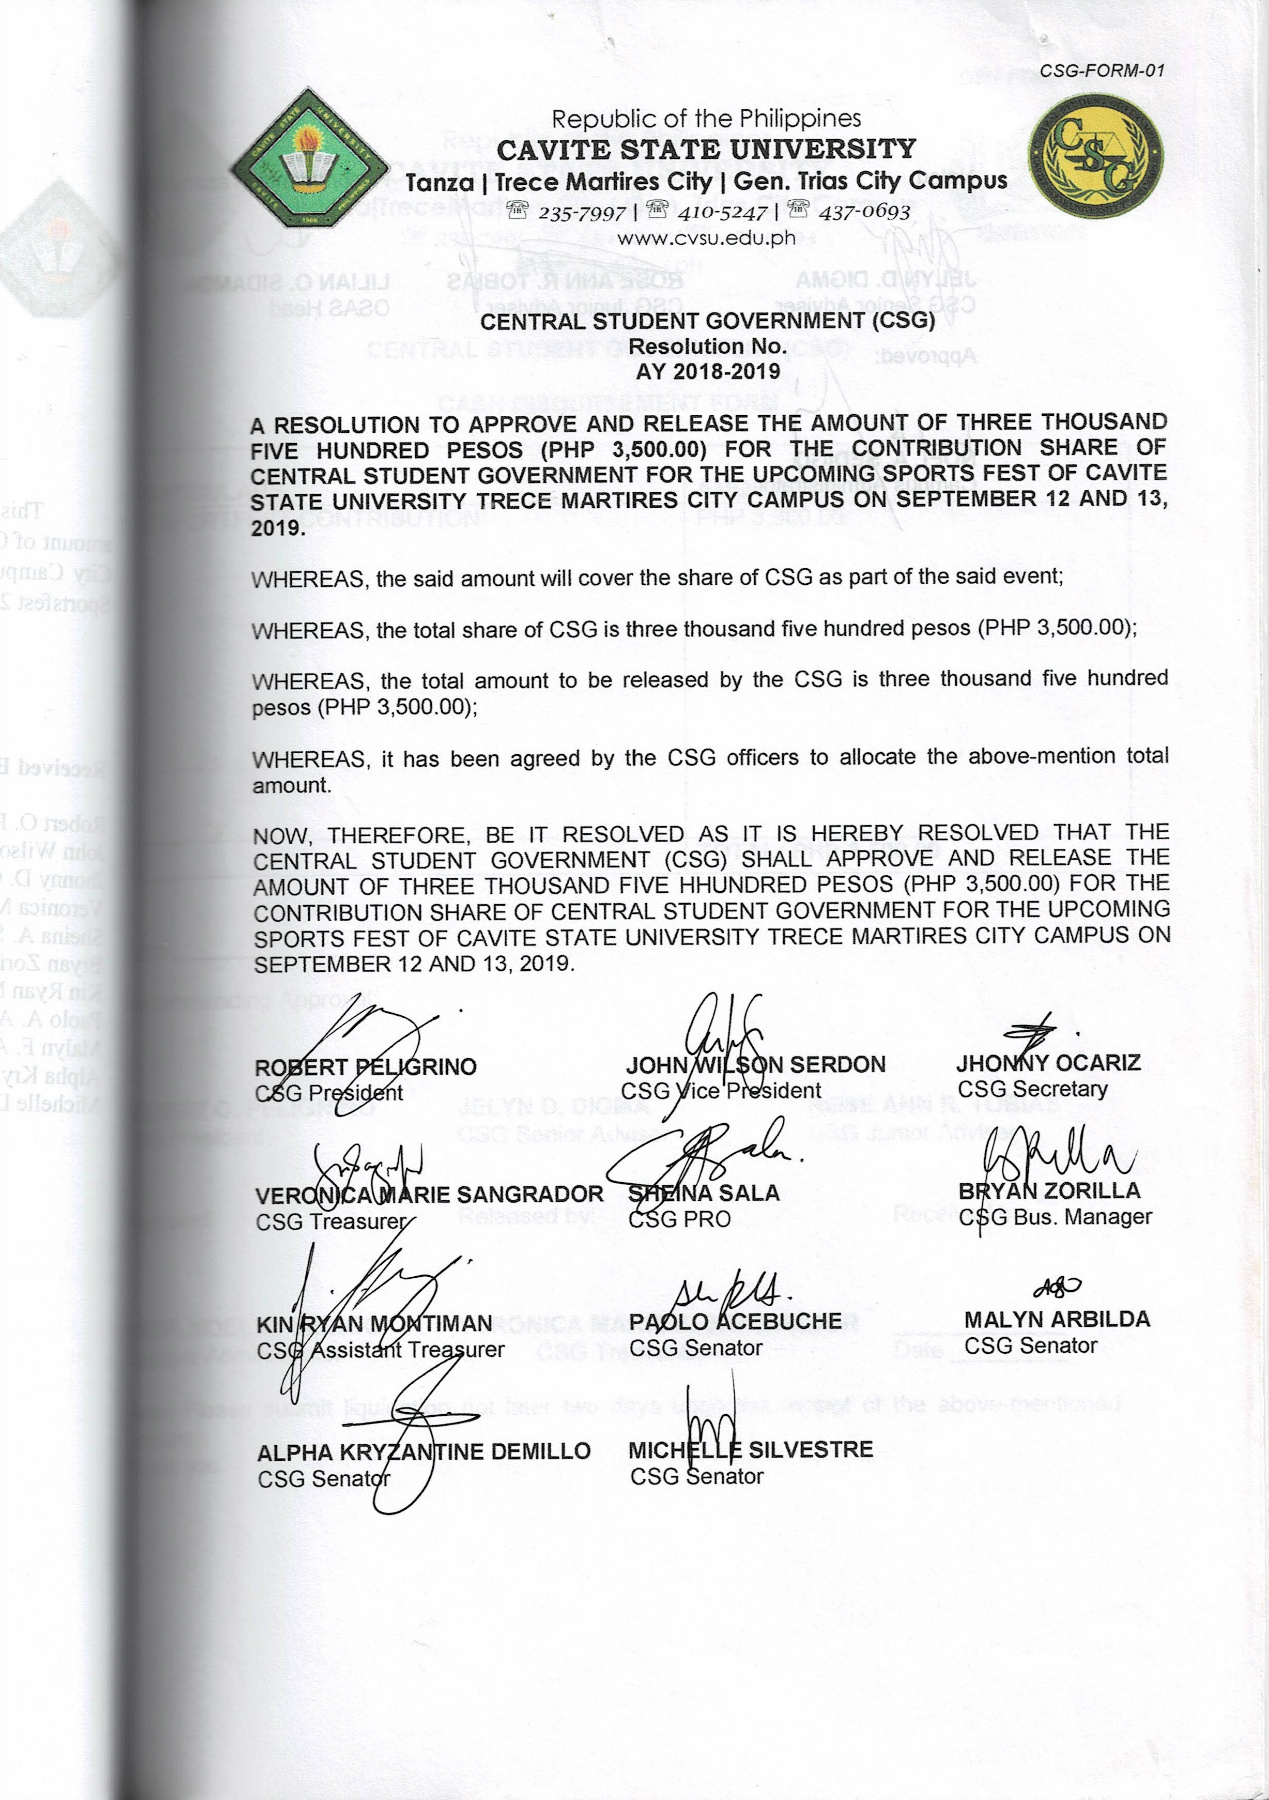 CSG-FORM-01
Republic of the Philippines
CAVITE STATE UNIVERSITY
Tanza | Trece Martires City | Gen. Trias City Campus
☏ 235-7997 | ☏ 410-5247 | ☏ 437-0693
www.cvsu.edu.ph
CENTRAL STUDENT GOVERNMENT (CSG)
Resolution No.
AY 2018-2019
A RESOLUTION TO APPROVE AND RELEASE THE AMOUNT OF THREE THOUSAND
FIVE HUNDRED PESOS (PHP 3,500.00) FOR THE CONTRIBUTION SHARE OF
CENTRAL STUDENT GOVERNMENT FOR THE UPCOMING SPORTS FEST OF CAVITE
STATE UNIVERSITY TRECE MARTIRES CITY CAMPUS ON SEPTEMBER 12 AND 13,
2019.
WHEREAS, the said amount will cover the share of CSG as part of the said event;
WHEREAS, the total share of CSG is three thousand five hundred pesos (PHP 3,500.00);
WHEREAS, the total amount to be released by the CSG is three thousand five hundred
pesos (PHP 3,500.00);
WHEREAS, it has been agreed by the CSG officers to allocate the above-mention total
amount.
NOW, THEREFORE, BE IT RESOLVED AS IT IS HEREBY RESOLVED THAT THE
CENTRAL STUDENT GOVERNMENT (CSG) SHALL APPROVE AND RELEASE THE
AMOUNT OF THREE THOUSAND FIVE HHUNDRED PESOS (PHP 3,500.00) FOR THE
CONTRIBUTION SHARE OF CENTRAL STUDENT GOVERNMENT FOR THE UPCOMING
SPORTS FEST OF CAVITE STATE UNIVERSITY TRECE MARTIRES CITY CAMPUS ON
SEPTEMBER 12 AND 13, 2019.
ROBERT PELIGRINO JOHN WILSON SERDON JHONNY OCARIZ
CSG President CSG Vice President CSG Secretary
VERONICA MARIE SANGRADOR SHEINA SALA BRYAN ZORILLA
CSG Treasurer CSG PRO CSG Bus. Manager
KIN RYAN MONTIMAN PAOLO ACEBUCHE MALYN ARBILDA
CSG Assistant Treasurer CSG Senator CSG Senator
ALPHA KRYZANTINE DEMILLO MICHELLE SILVESTRE
CSG Senator CSG Senator